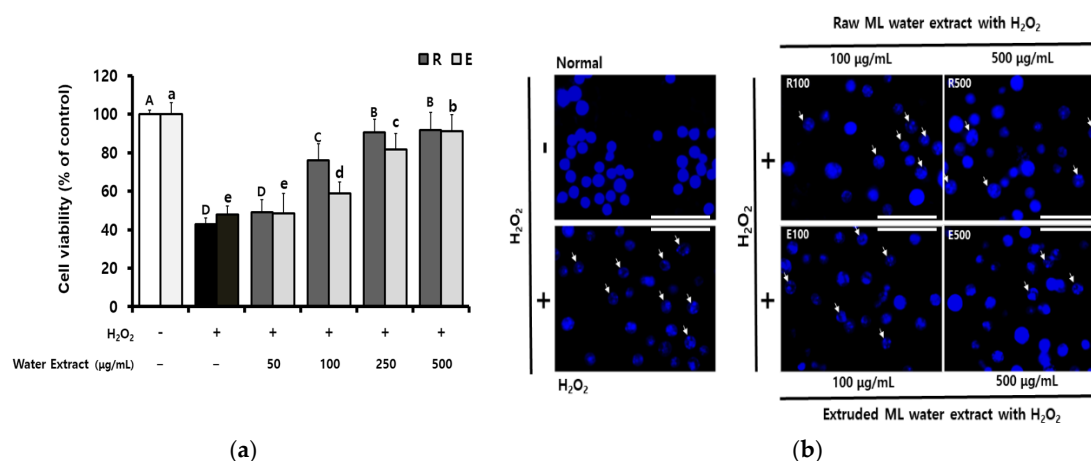 R E
Cell viability (% of control)
120
100
80
60
40
20
0
A a
D e
D e
C d
B c
B b
H₂O₂ - + + + + +
Water Extract (μg/mL) - - 50 100 250 500
(a)
Normal
H₂O₂
-
+
H₂O₂
Raw ML water extract with H₂O₂
100 μg/mL 500 μg/mL
R100 R500
H₂O₂
+
E100 E500
+
100 μg/mL 500 μg/mL
Extruded ML water extract with H₂O₂
(b)